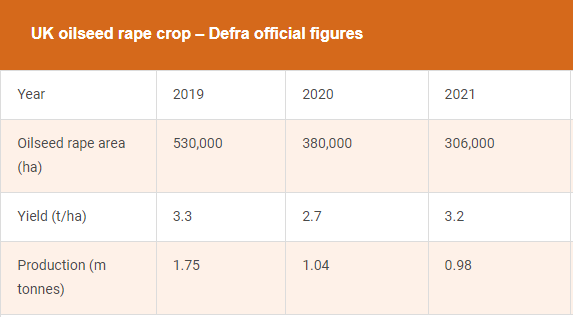 UK oilseed rape crop – Defra official figures
Year 2019 2020 2021
Oilseed rape area 530,000 380,000 306,000
(ha)
Yield (t/ha) 3.3 2.7 3.2
Production (m 1.75 1.04 0.98
tonnes)